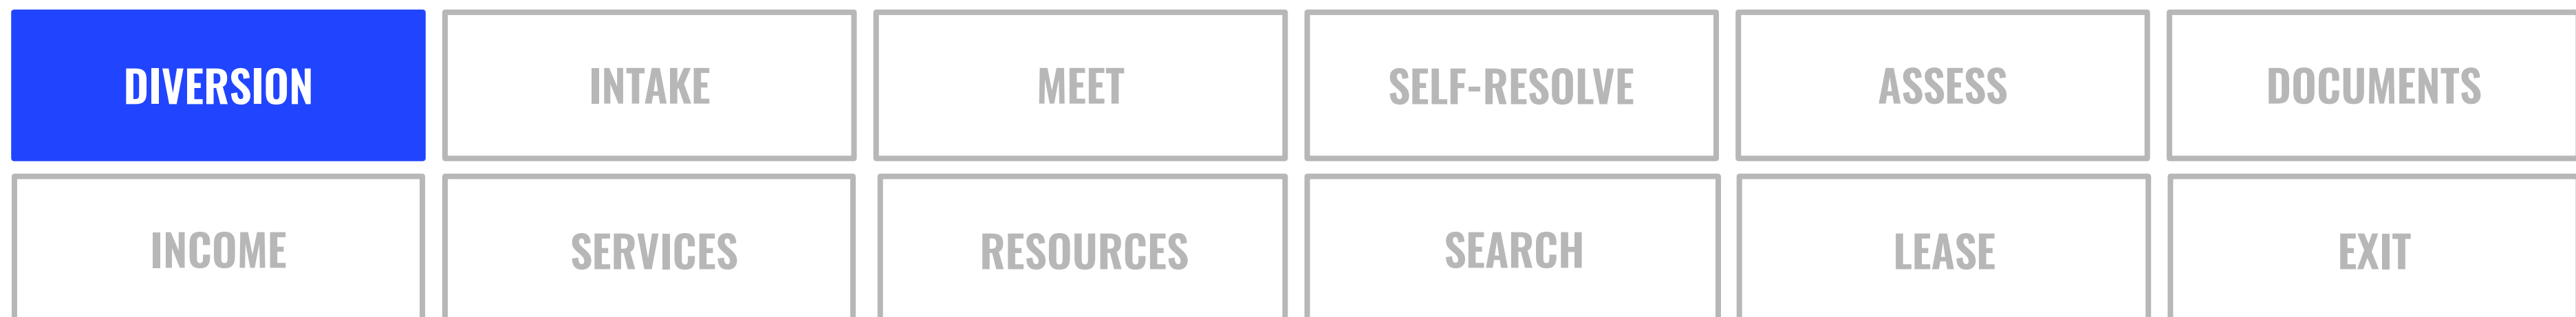 DIVERSION INTAKE MEET SELF-RESOLVE ASSESS DOCUMENTS
INCOME SERVICES RESOURCES SEARCH LEASE EXIT